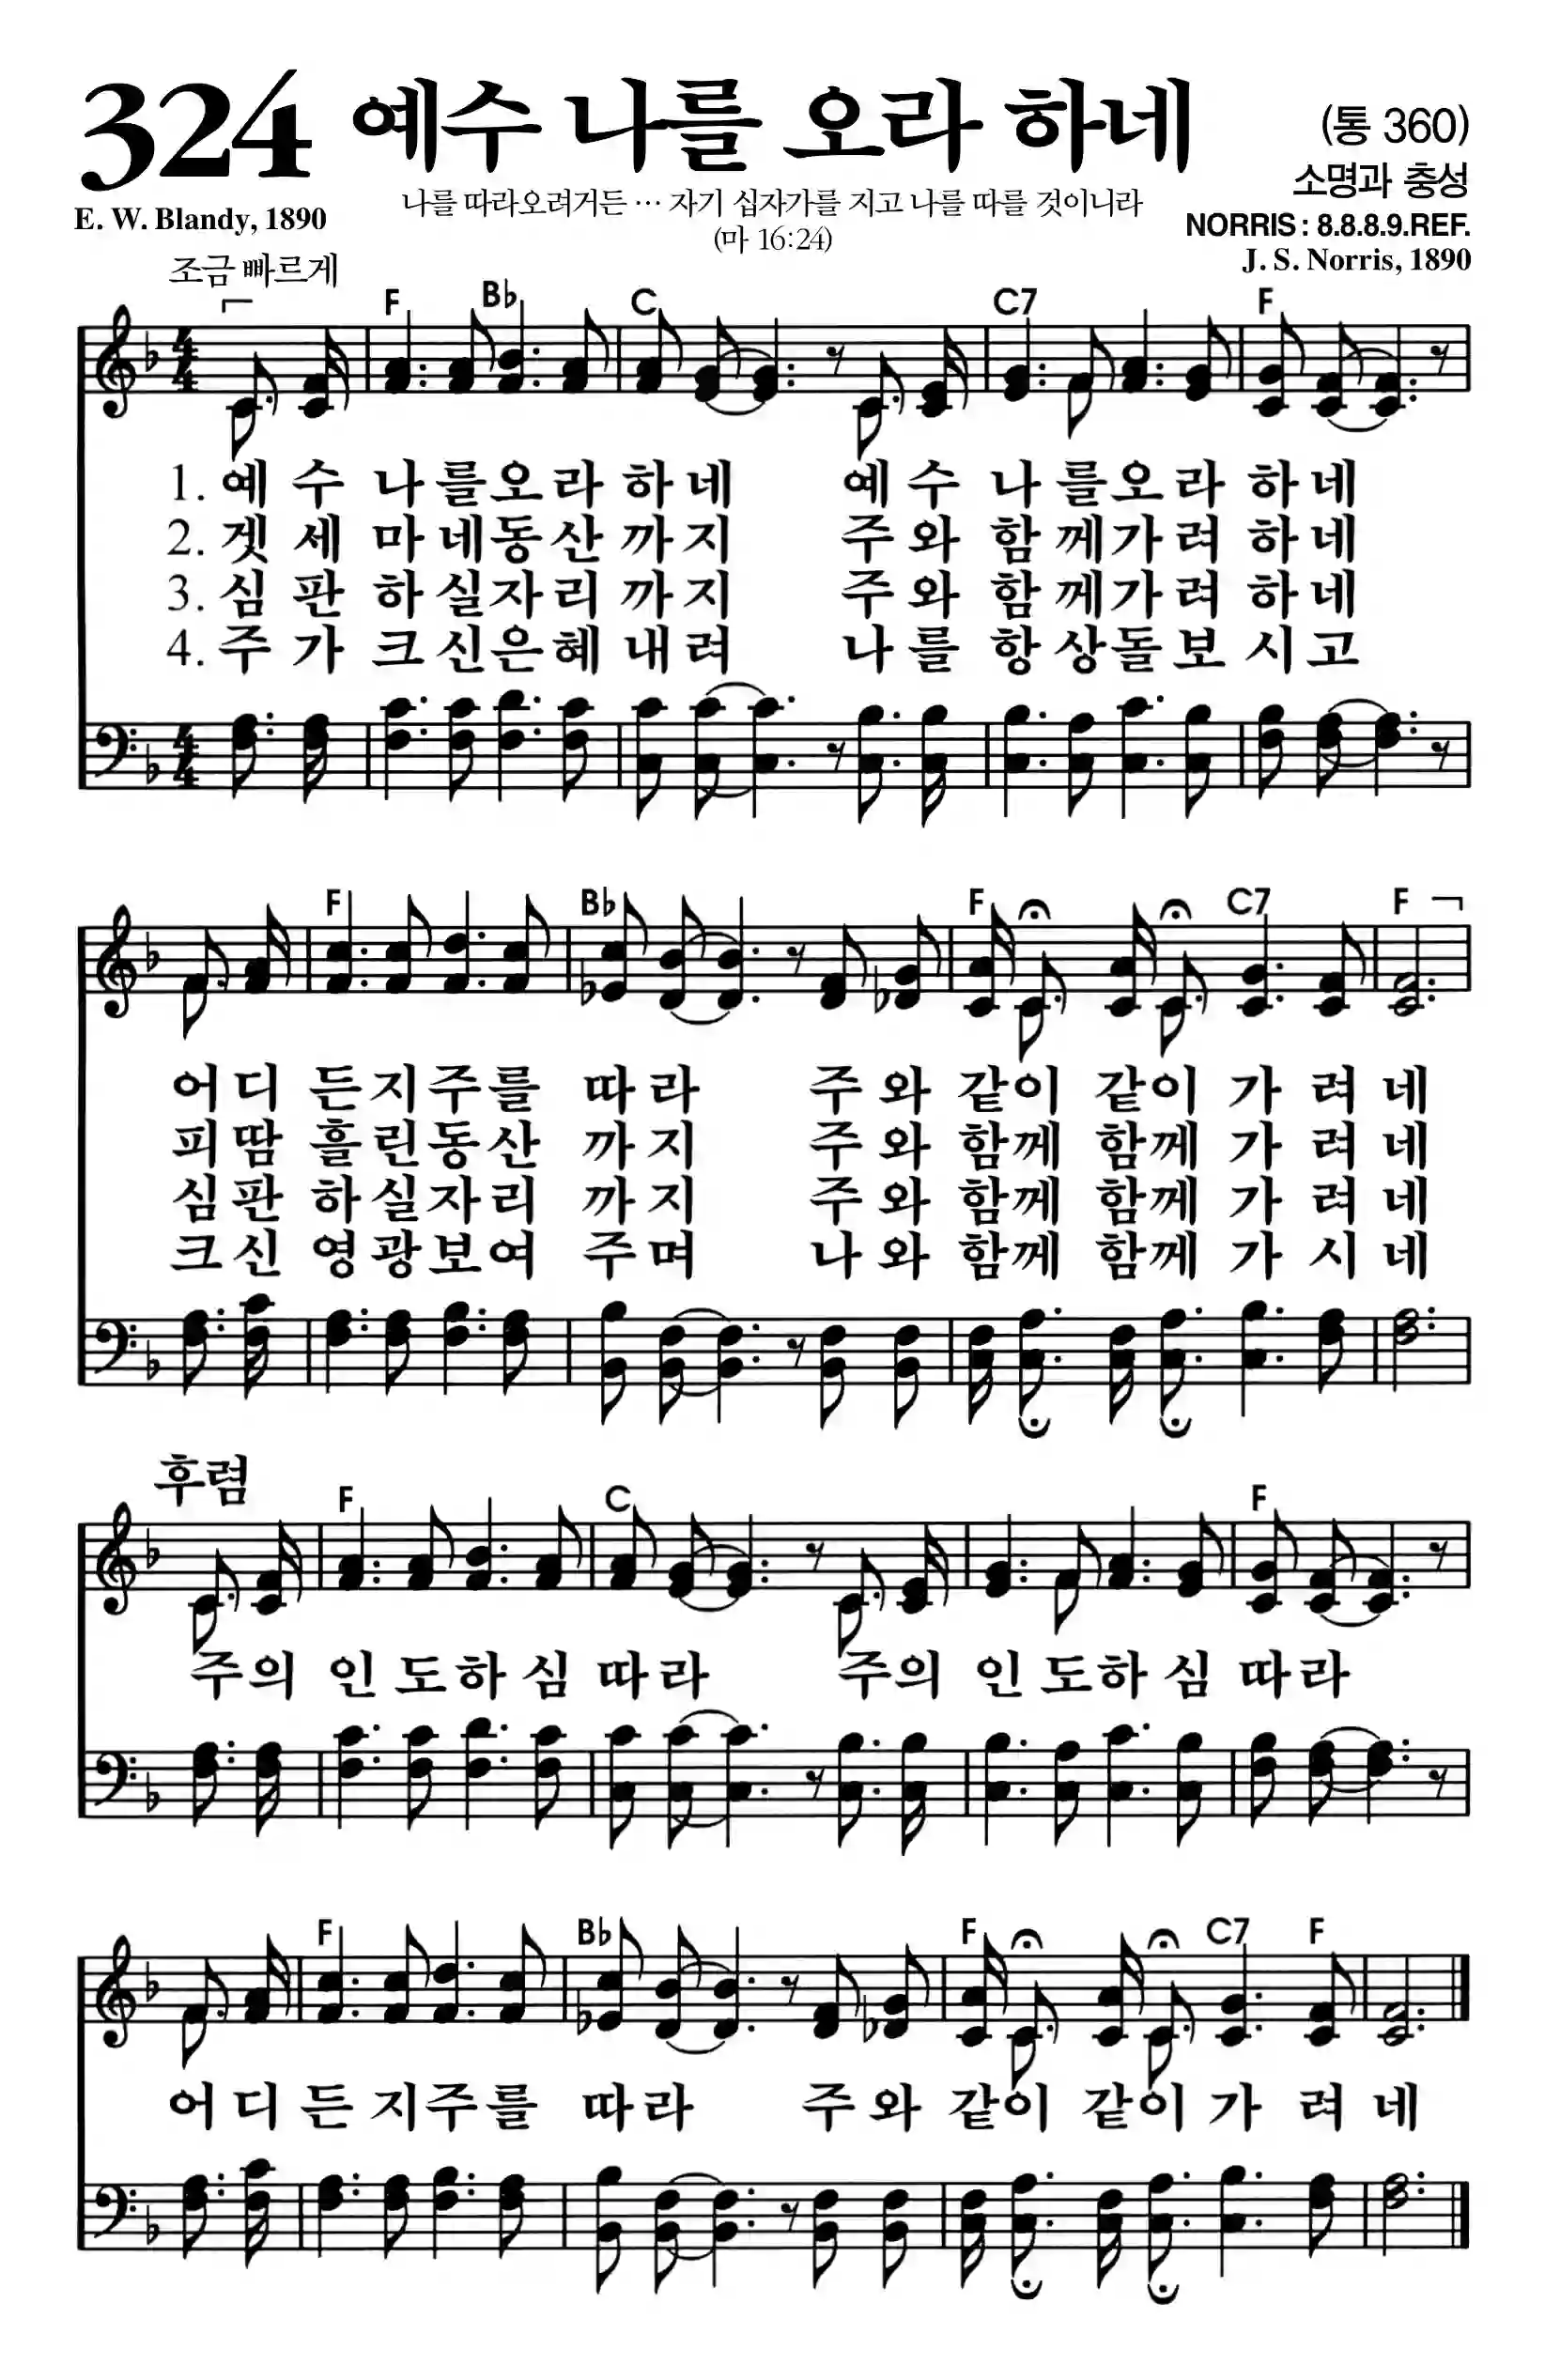 324 예수 나를 오라 하네 (통 360)
소명과 충성
나를 따라오려거든 … 자기 십자가를 지고 나를 따를 것이니라
(마 16:24)
E. W. Blandy, 1890
NORRIS : 8.8.8.9.REF.
J. S. Norris, 1890
조금 빠르게
F B♭ C C7 F
1. 예 수 나 를오 라 하 네 예 수 나 를오 라 하 네
2. 겟 세 마 네동 산 까 지 주 와 함 께가 려 하 네
3. 심 판 하 실자 리 까 지 주 와 함 께가 려 하 네
4. 주 가 크 신은 혜 내 려 나 를 항 상돌 보 시 고
F B♭ F C7 F
어 디 든 지 주 를 따 라 주 와 같이 같이 가 려 네
피 땀 흘 린 동 산 까 지 주 와 함께 함께 가 려 네
심 판 하 실 자 리 까 지 주 와 함께 함께 가 려 네
크 신 영 광 보 여 주 며 나 와 함께 함께 가 시 네
후렴
F C F
주의 인 도하 심 따라 주의 인 도하 심 따라
F B♭ F C7 F
어 디 든 지주 를 따 라 주 와 같이 같이 가 려 네